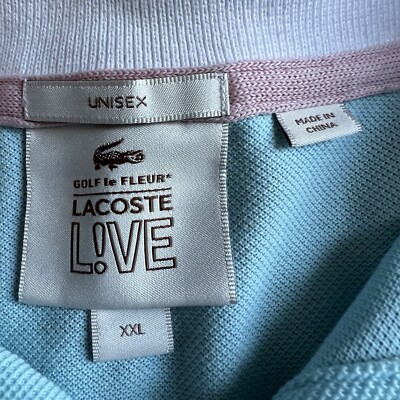 UNISEX
GOLF le FLEUR*
LACOSTE
L!VE
XXL
MADE IN
CHINA